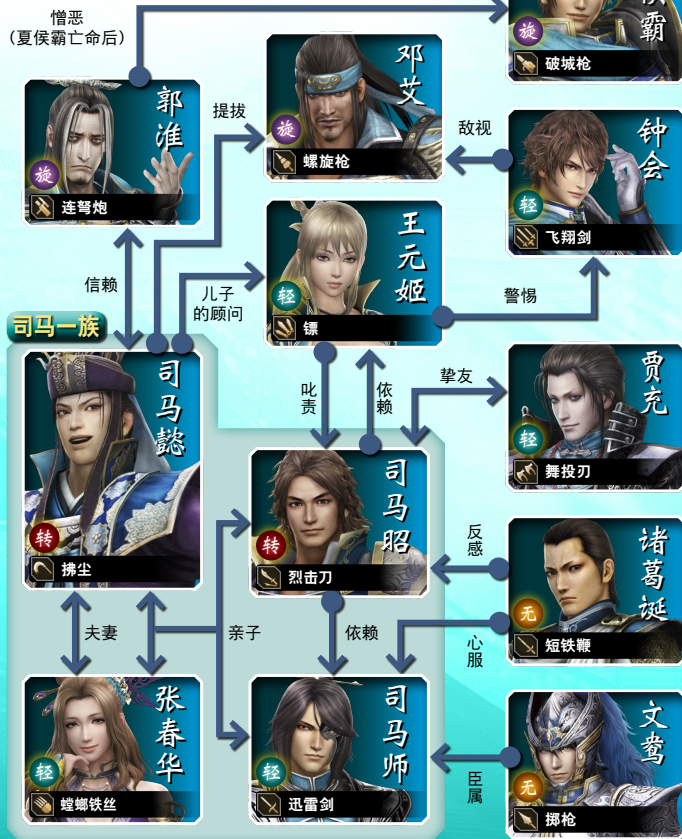 憎恶
（夏侯霸亡命后）
侯霸
旋
破城枪
郭淮
旋
连弩炮
提拔
邓艾
旋
螺旋枪
敌视
钟会
轻
飞翔剑
信赖
儿子
的顾问
王元姬
轻
镖
警惕
司马一族
司马懿
转
拂尘
叱责
依赖
挚友
贾充
轻
舞投刃
司马昭
转
烈击刀
反感
诸葛诞
无
短铁鞭
夫妻
亲子
依赖
心服
张春华
轻
螳螂铁丝
司马师
轻
迅雷剑
臣属
文鸯
无
掷枪